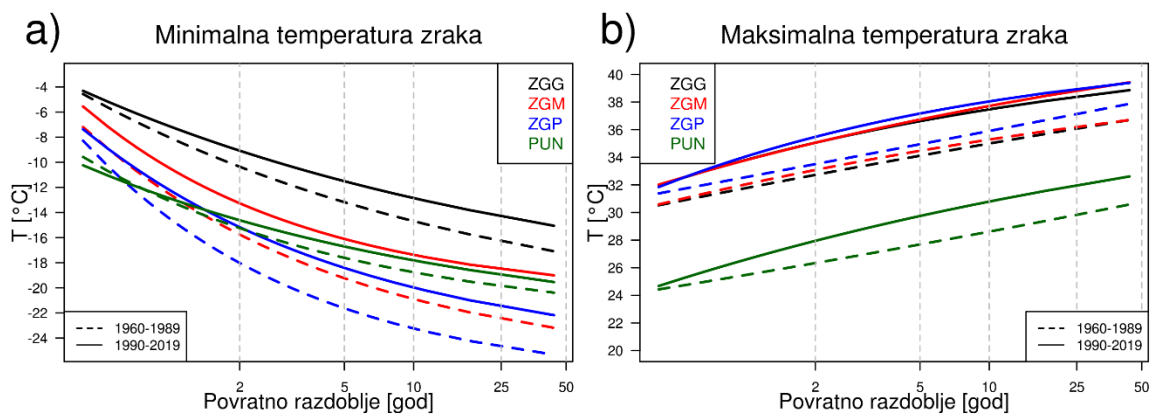 a) Minimalna temperatura zraka
T [°C]
-4
-6
-8
-10
-12
-14
-16
-18
-20
-22
-24
ZGG
ZGM
ZGP
PUN
1960-1989
1990-2019
2 5 10 25 50
Povratno razdoblje [god]
b) Maksimalna temperatura zraka
T [°C]
40
38
36
34
32
30
28
26
24
22
20
ZGG
ZGM
ZGP
PUN
1960-1989
1990-2019
2 5 10 25 50
Povratno razdoblje [god]